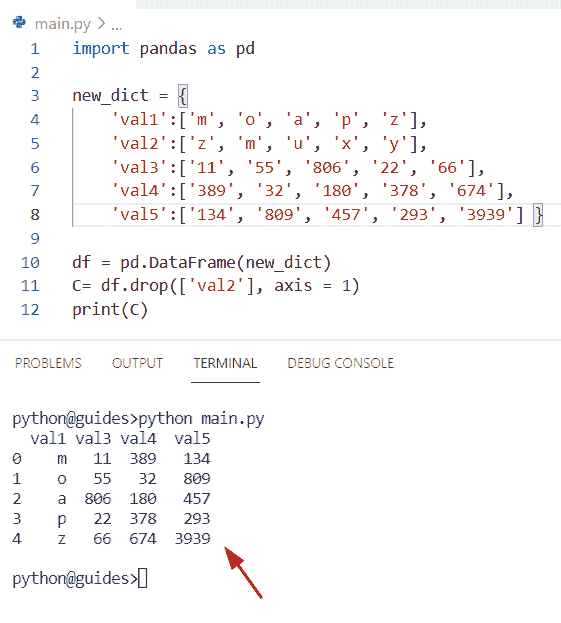 main.py > ...
1 import pandas as pd
2
3 new_dict = {
4     'val1':['m', 'o', 'a', 'p', 'z'],
5     'val2':['z', 'm', 'u', 'x', 'y'],
6     'val3':['11', '55', '806', '22', '66'],
7     'val4':['389', '32', '180', '378', '674'],
8     'val5':['134', '809', '457', '293', '3939'] }
9
10 df = pd.DataFrame(new_dict)
11 C= df.drop(['val2'], axis = 1)
12 print(C)
PROBLEMS OUTPUT TERMINAL DEBUG CONSOLE
python@guides>python main.py
  val1 val3 val4  val5
0    m   11  389   134
1    o   55   32   809
2    a  806  180   457
3    p   22  378   293
4    z   66  674  3939
python@guides>